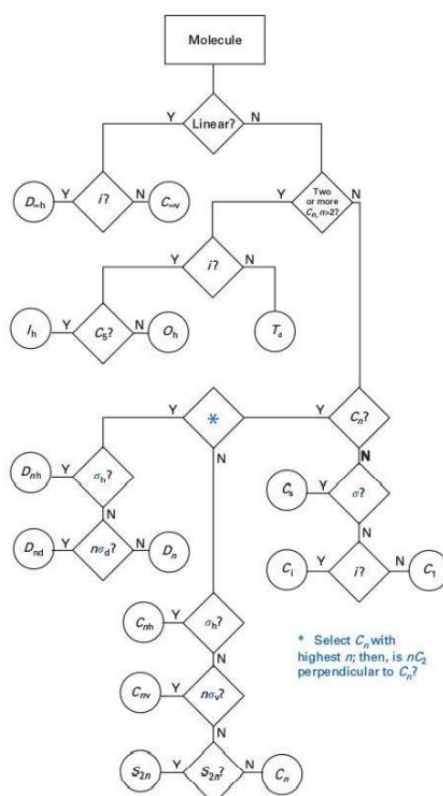 Molecule
Y Linear? N
Y i? N
D∞h C∞v
Two
or more
Cn, n>2?
Y N
Y i? N
Ih Y C5? N Oh
Td
Y * Y Cn?
N N
Dnh Y σh?
N
Cs Y σ?
N
Dnd Y nσd? N Dn
Ci Y i? N C1
Cnh Y σh?
N
Cnv Y nσv?
N
S2n Y S2n? N Cn
* Select Cn with
highest n; then, is nC2
perpendicular to Cn?